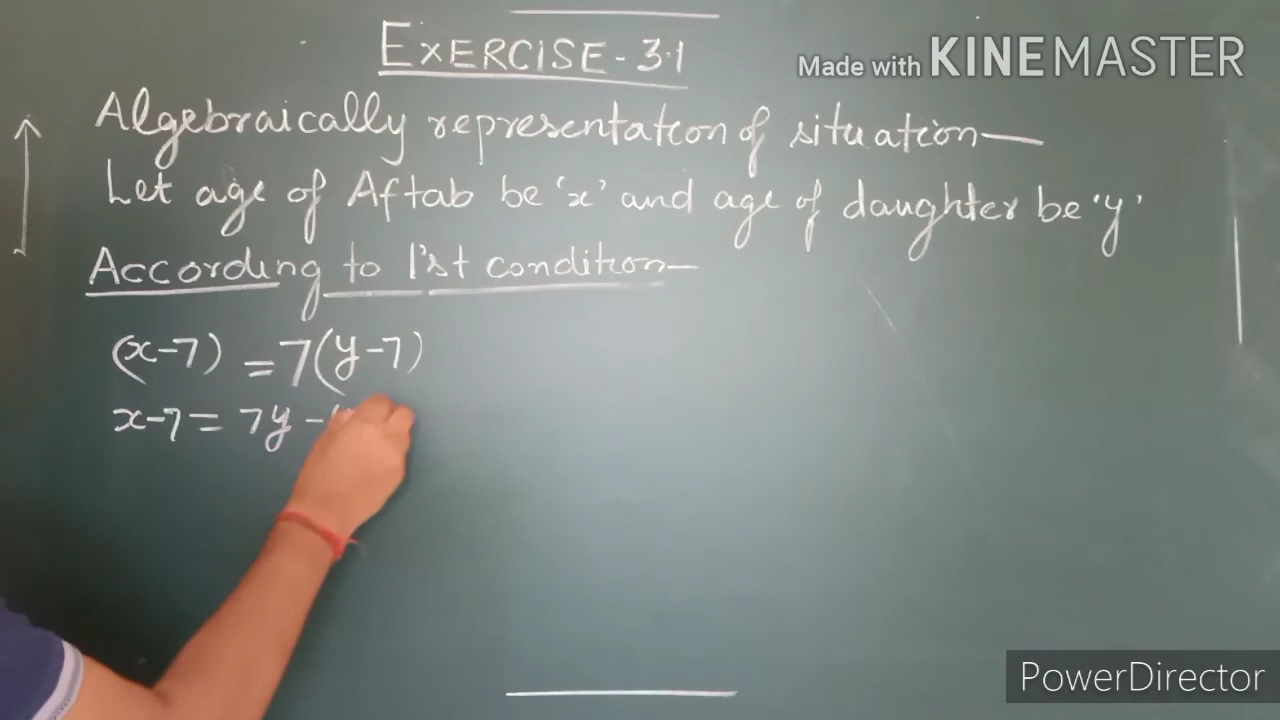 EXERCISE - 3.1
Made with KINEMASTER
Algebraically representation of situation—
Let age of Aftab be 'x' and age of daughter be 'y'
According to I'st condition—
(x-7) = 7(y-7)
x-7 = 7y -
PowerDirector